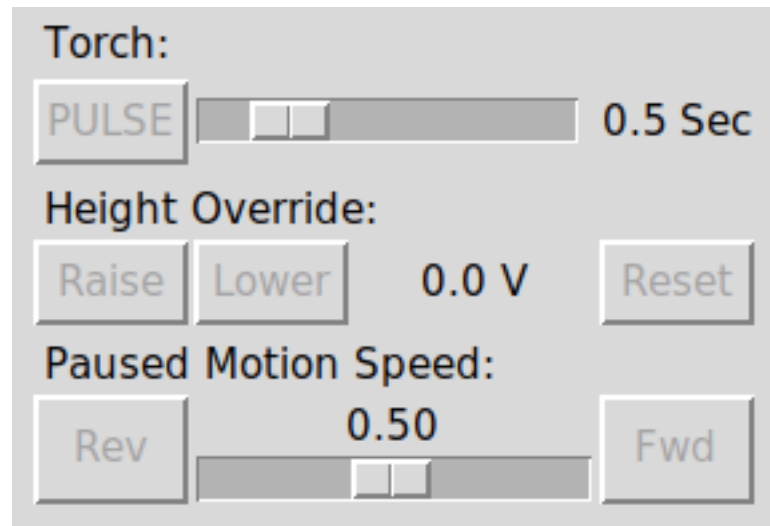 Torch:
PULSE 0.5 Sec
Height Override:
Raise Lower 0.0 V Reset
Paused Motion Speed:
0.50
Rev Fwd